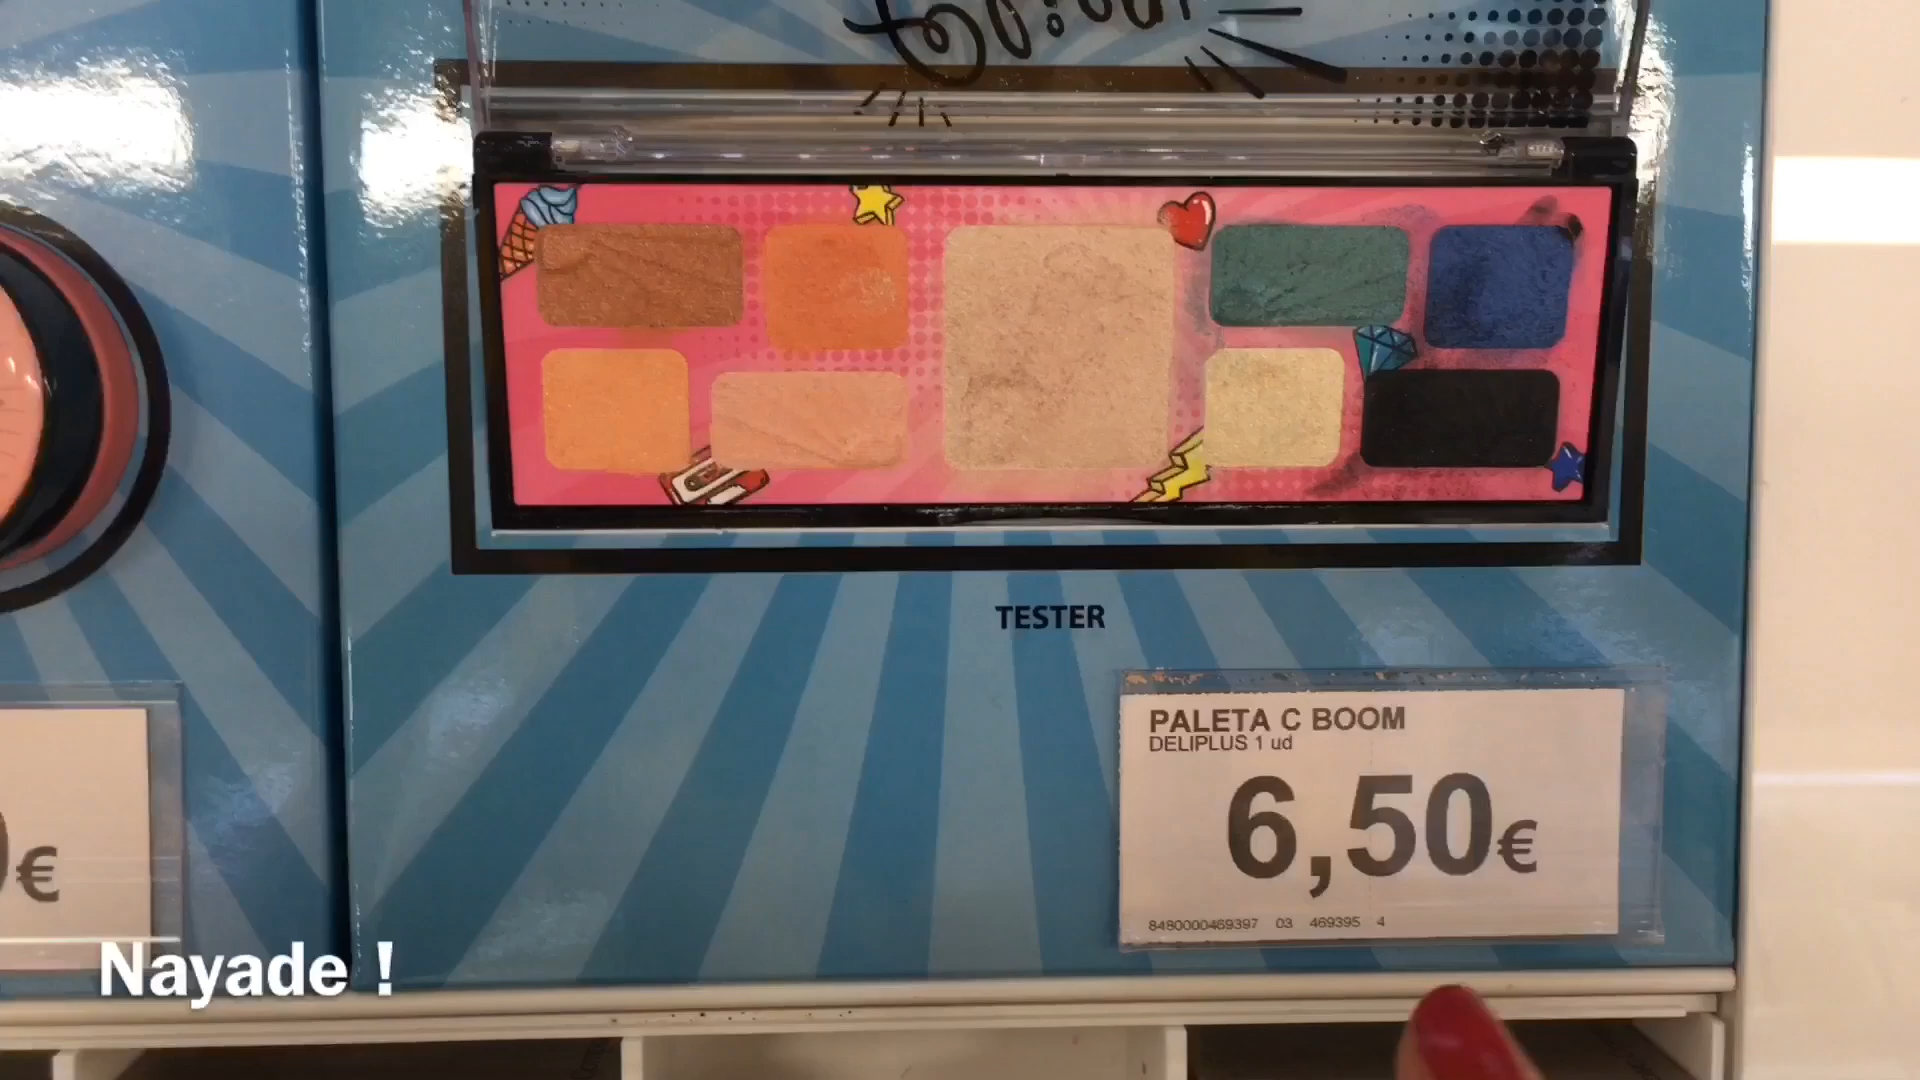 TESTER
PALETA C BOOM
DELIPLUS 1 ud
6,50€
8480000469397 03 469395 4
€
Nayade !